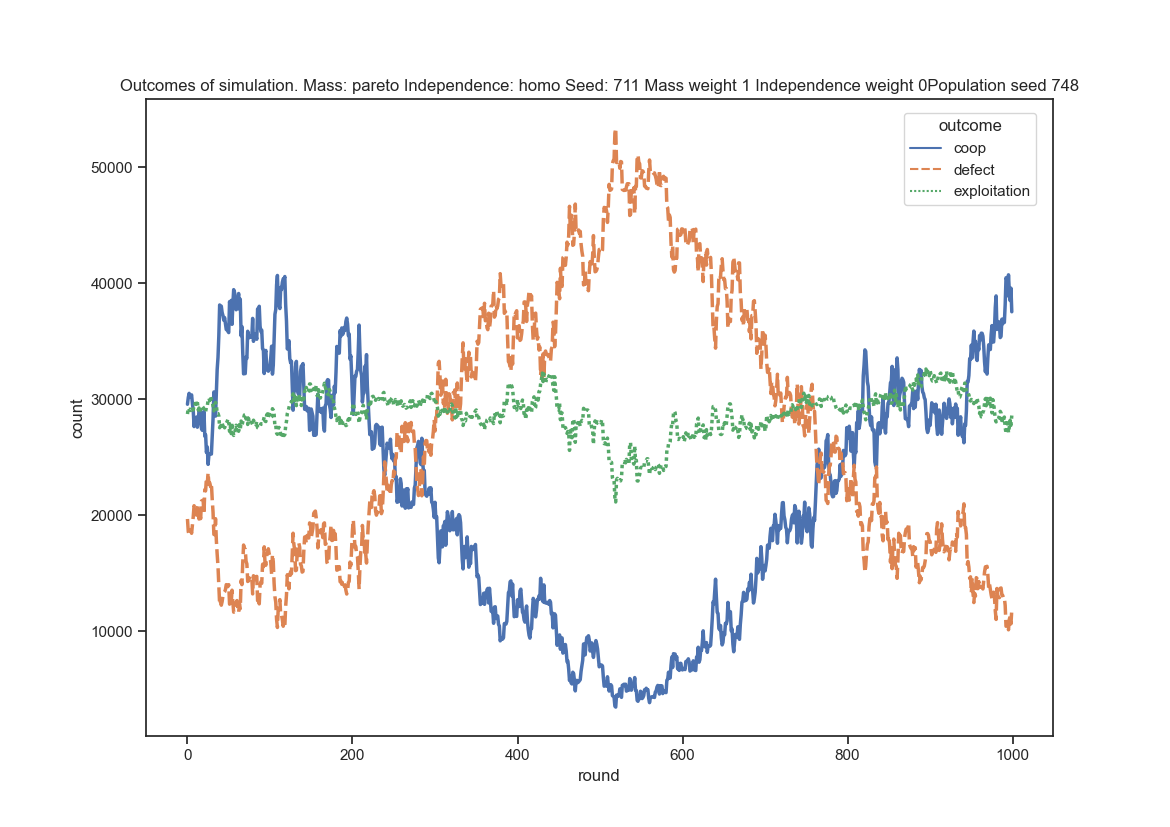 Outcomes of simulation. Mass: pareto Independence: homo Seed: 711 Mass weight 1 Independence weight 0Population seed 748
outcome
coop
defect
exploitation
50000
40000
30000
20000
10000
count
0 200 400 600 800 1000
round